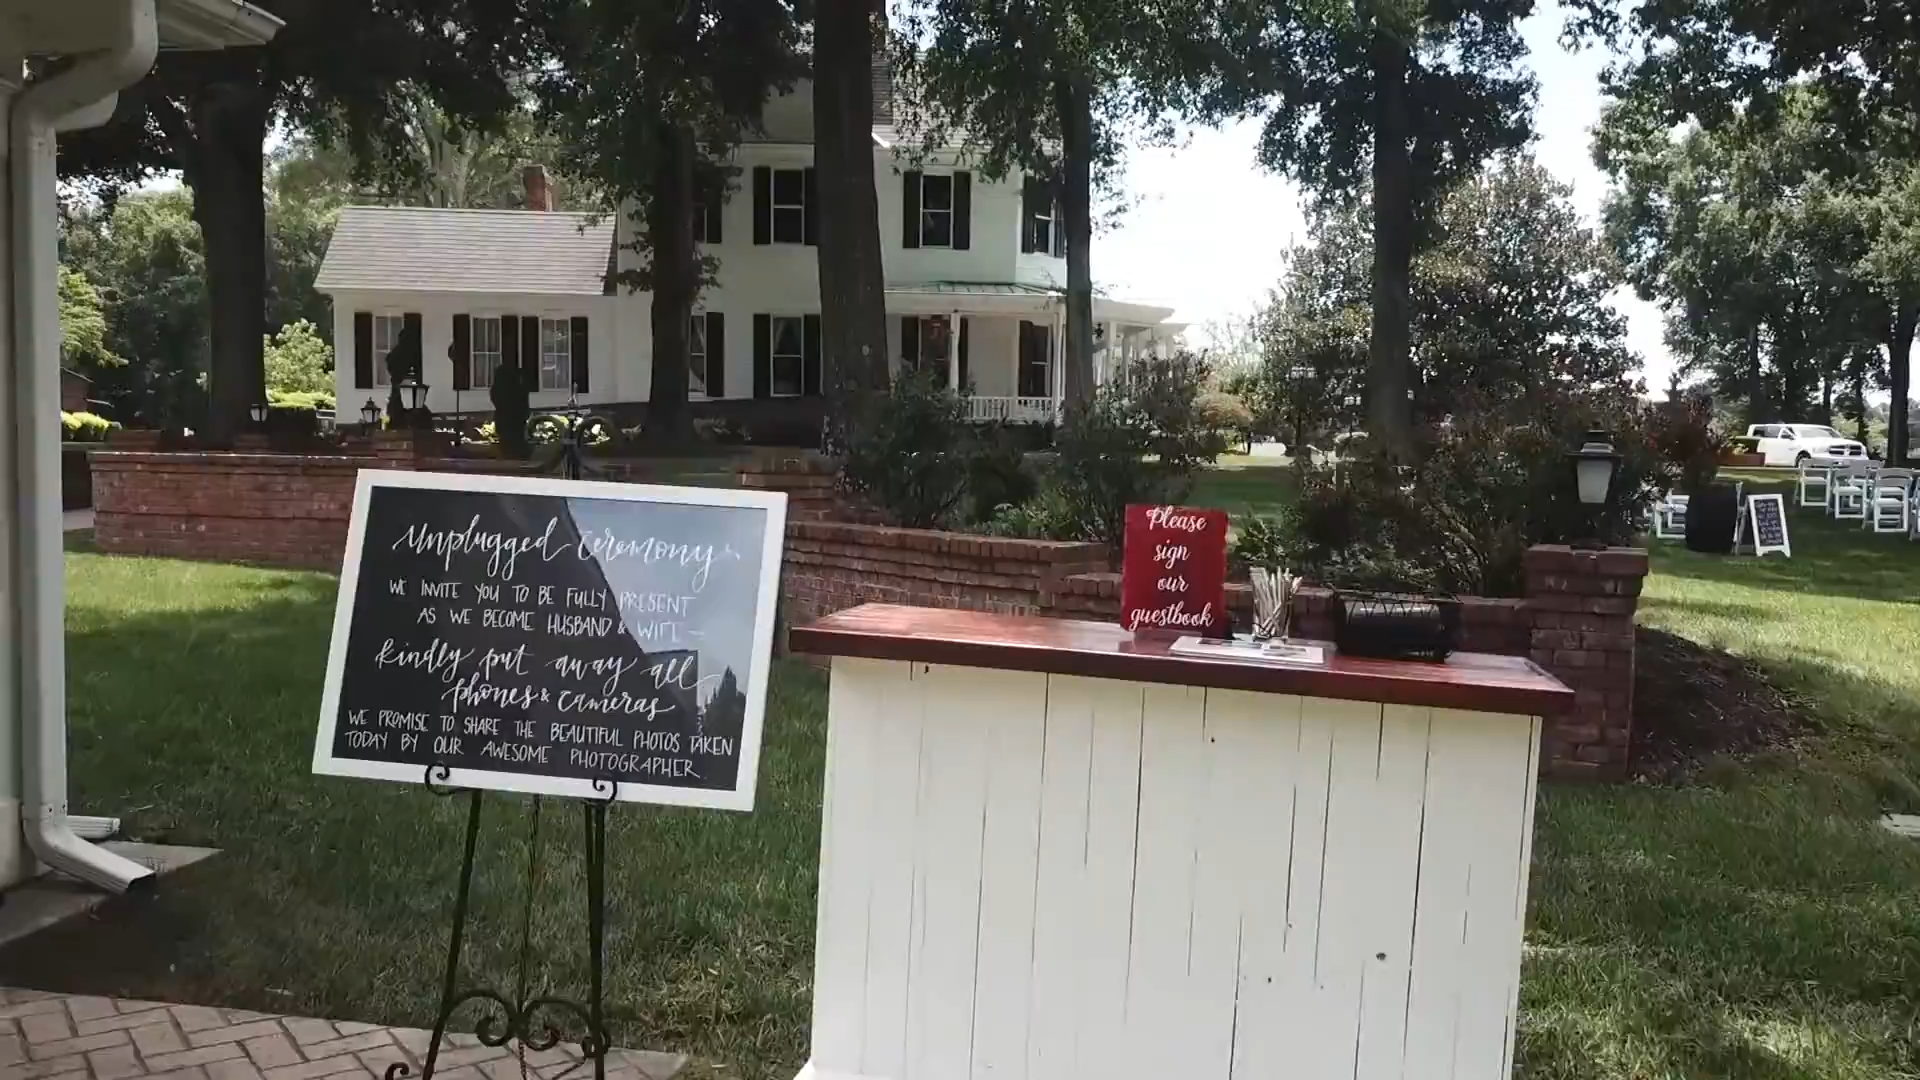 Unplugged Ceremony
WE INVITE YOU TO BE FULLY PRESENT
AS WE BECOME HUSBAND & WIFE
kindly put away all
phones & cameras
WE PROMISE TO SHARE THE BEAUTIFUL PHOTOS TAKEN
TODAY BY OUR AWESOME PHOTOGRAPHER
Please
sign
our
guestbook